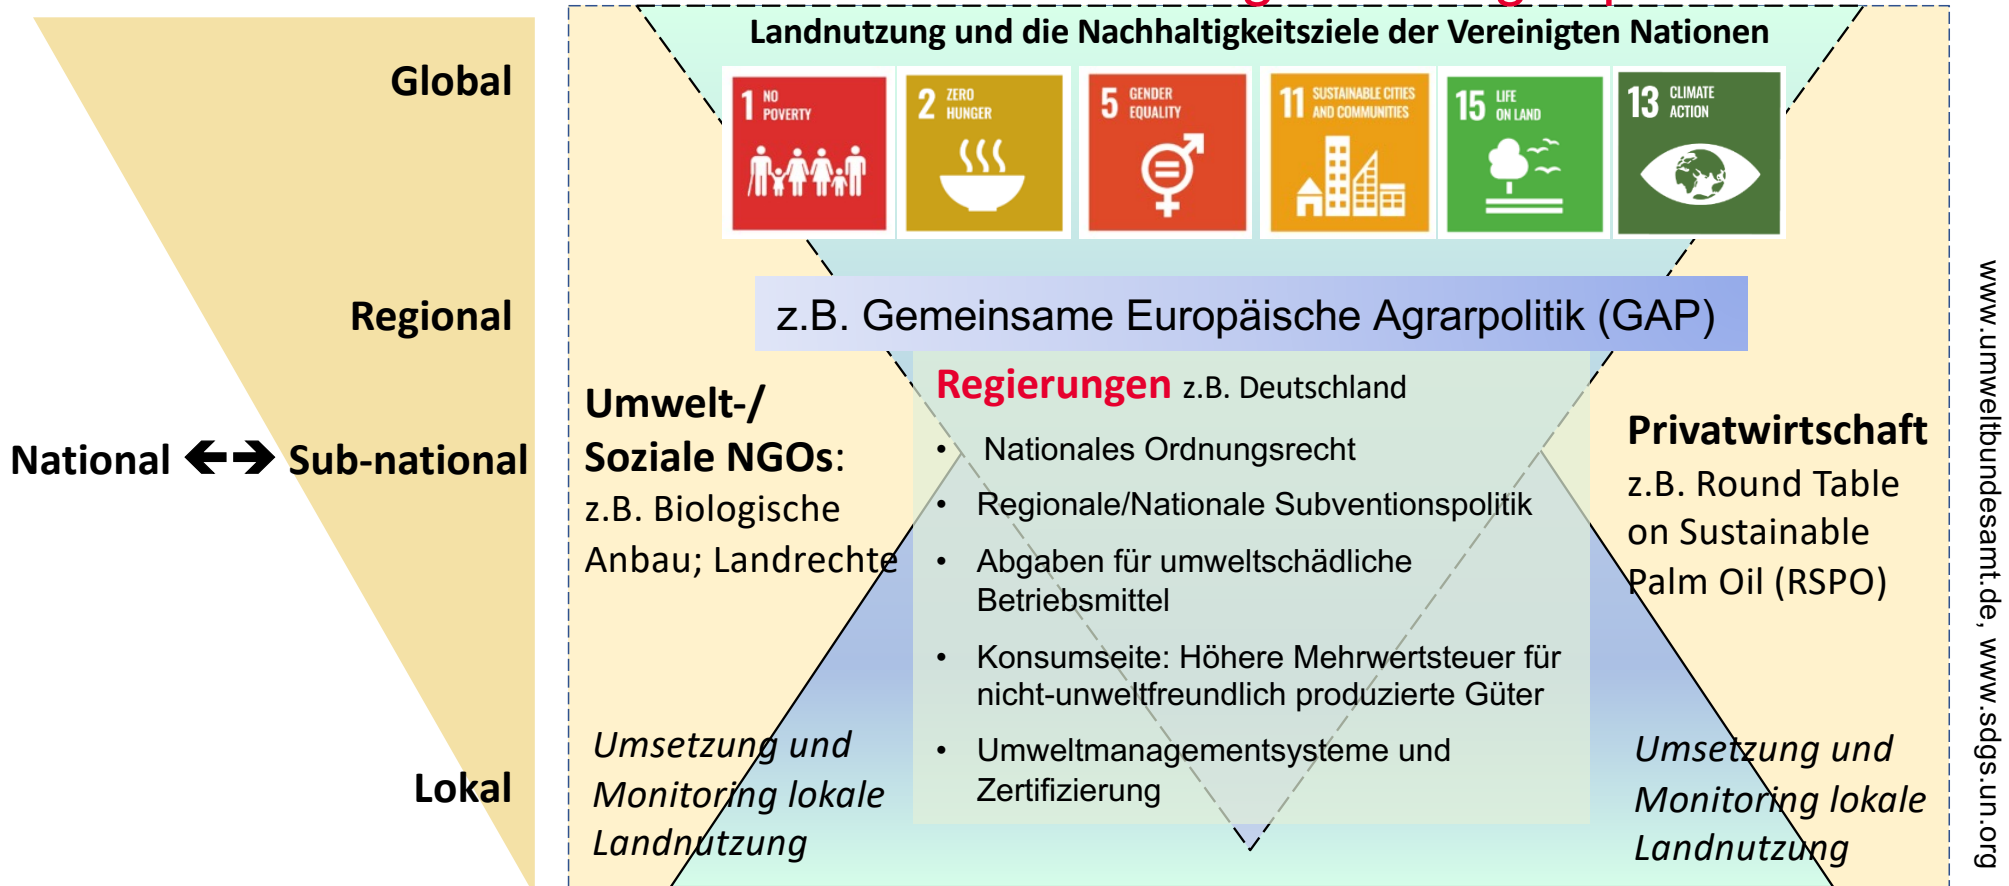 Landnutzung und die Nachhaltigkeitsziele der Vereinigten Nationen
Global
1 NO
POVERTY
2 ZERO
HUNGER
5 GENDER
EQUALITY
11 SUSTAINABLE CITIES
AND COMMUNITIES
15 LIFE
ON LAND
13 CLIMATE
ACTION
Regional
z.B. Gemeinsame Europäische Agrarpolitik (GAP)
National ←→ Sub-national
Umwelt-/
Soziale NGOs:
z.B. Biologische
Anbau; Landrechte
Regierungen z.B. Deutschland
• Nationales Ordnungsrecht
• Regionale/Nationale Subventionspolitik
• Abgaben für umweltschädliche
Betriebsmittel
• Konsumseite: Höhere Mehrwertsteuer für
nicht-unweltfreundlich produzierte Güter
• Umweltmanagementsysteme und
Zertifizierung
Privatwirtschaft
z.B. Round Table
on Sustainable
Palm Oil (RSPO)
Lokal
Umsetzung und
Monitoring lokale
Landnutzung
Umsetzung und
Monitoring lokale
Landnutzung
www.umweltbundesamt.de, www.sdgs.un.org